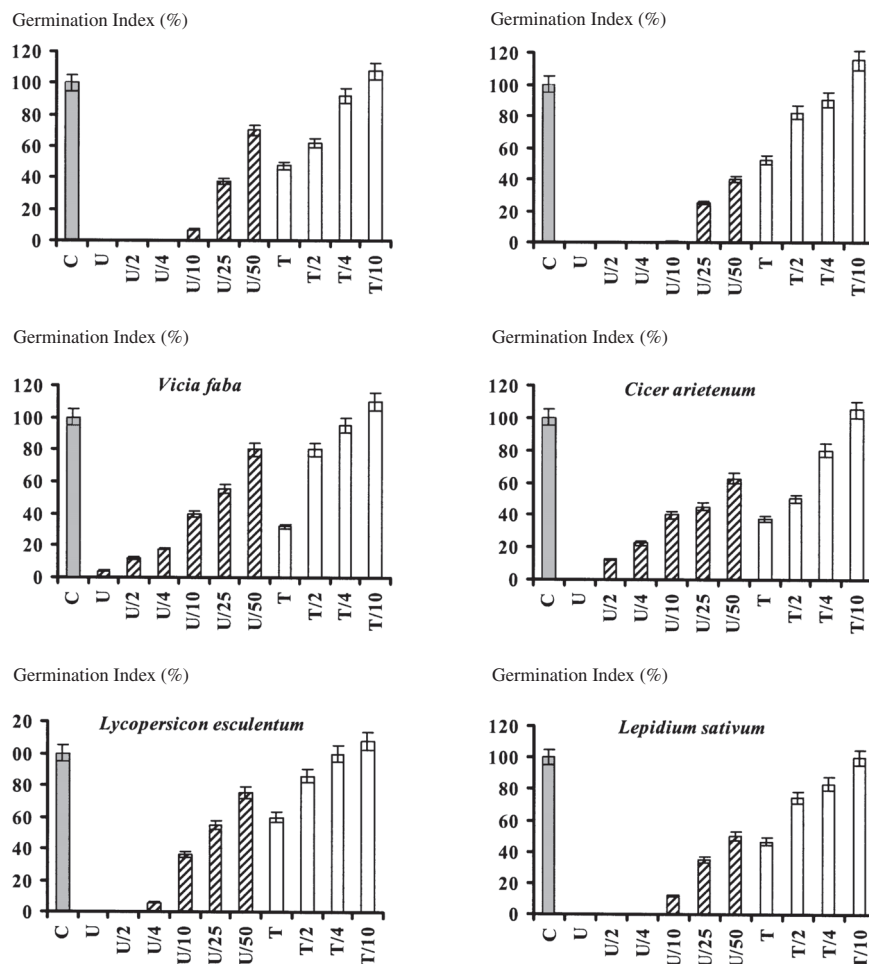 Germination Index (%)
120
100
80
60
40
20
0
C U U/2 U/4 U/10 U/25 U/50 T T/2 T/4 T/10
Germination Index (%)
120
100
80
60
40
20
0
C U U/2 U/4 U/10 U/25 U/50 T T/2 T/4 T/10
Germination Index (%)
Vicia faba
120
100
80
60
40
20
0
C U U/2 U/4 U/10 U/25 U/50 T T/2 T/4 T/10
Germination Index (%)
Cicer arietenum
120
100
80
60
40
20
0
C U U/2 U/4 U/10 U/25 U/50 T T/2 T/4 T/10
Germination Index (%)
Lycopersicon esculentum
20
00
80
60
40
20
0
C U U/2 U/4 U/10 U/25 U/50 T T/2 T/4 T/10
Germination Index (%)
Lepidium sativum
120
100
80
60
40
20
0
C U U/2 U/4 U/10 U/25 U/50 T T/2 T/4 T/10